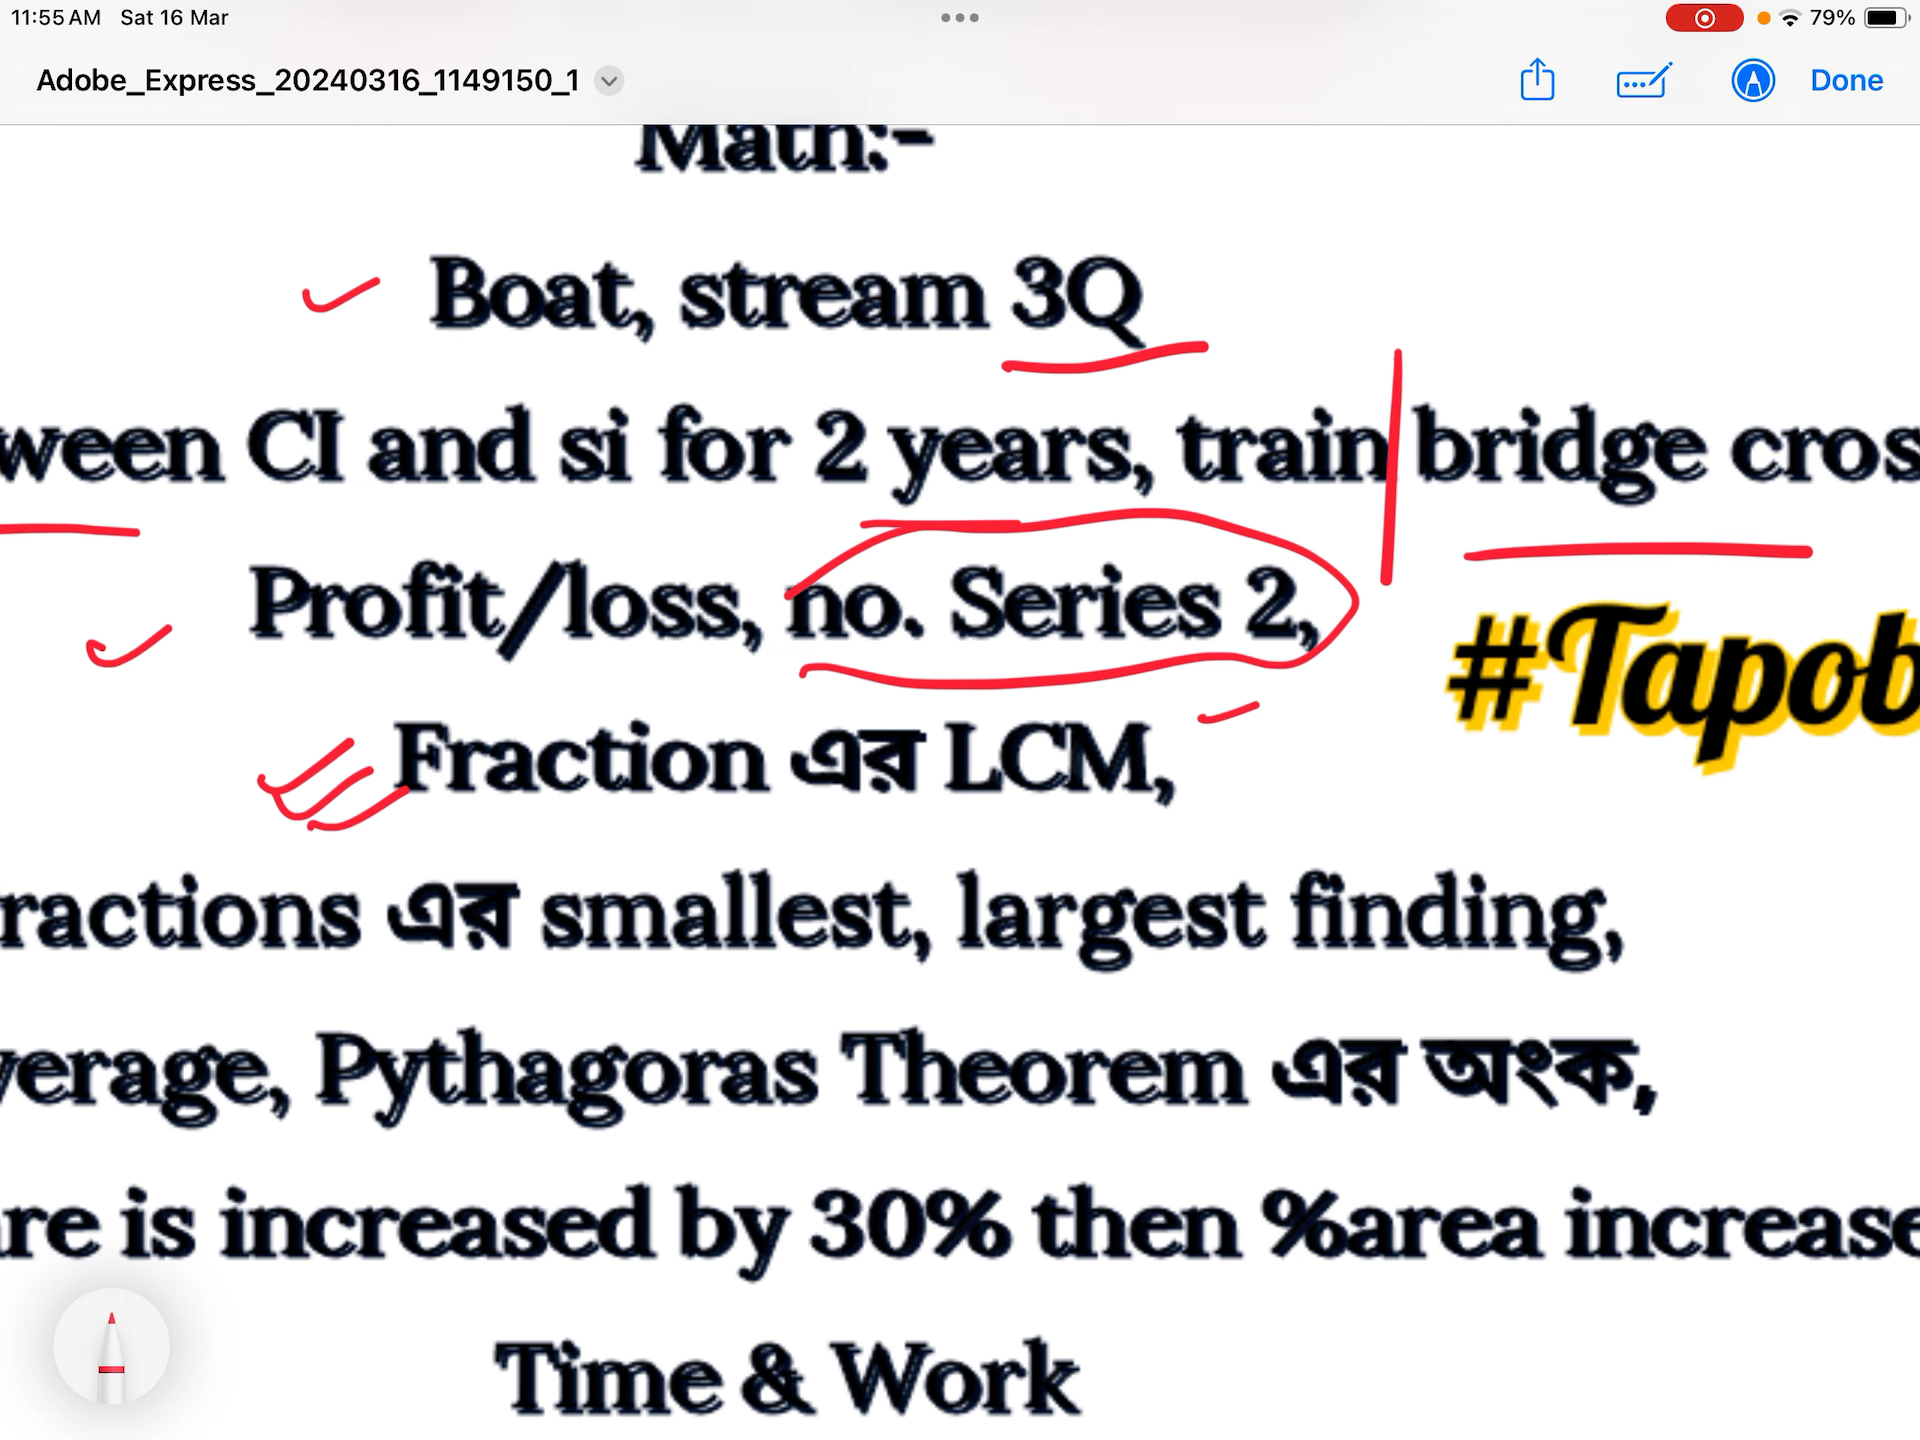 11:55 AM Sat 16 Mar
79%
Adobe_Express_20240316_1149150_1
Done
Math:-
Boat, stream 3Q
ween CI and si for 2 years, train bridge cros
Profit/loss, no. Series 2,
#Tapob
Fraction এর LCM,
ractions এর smallest, largest finding,
verage, Pythagoras Theorem এর অংক,
are is increased by 30% then %area increase
Time & Work